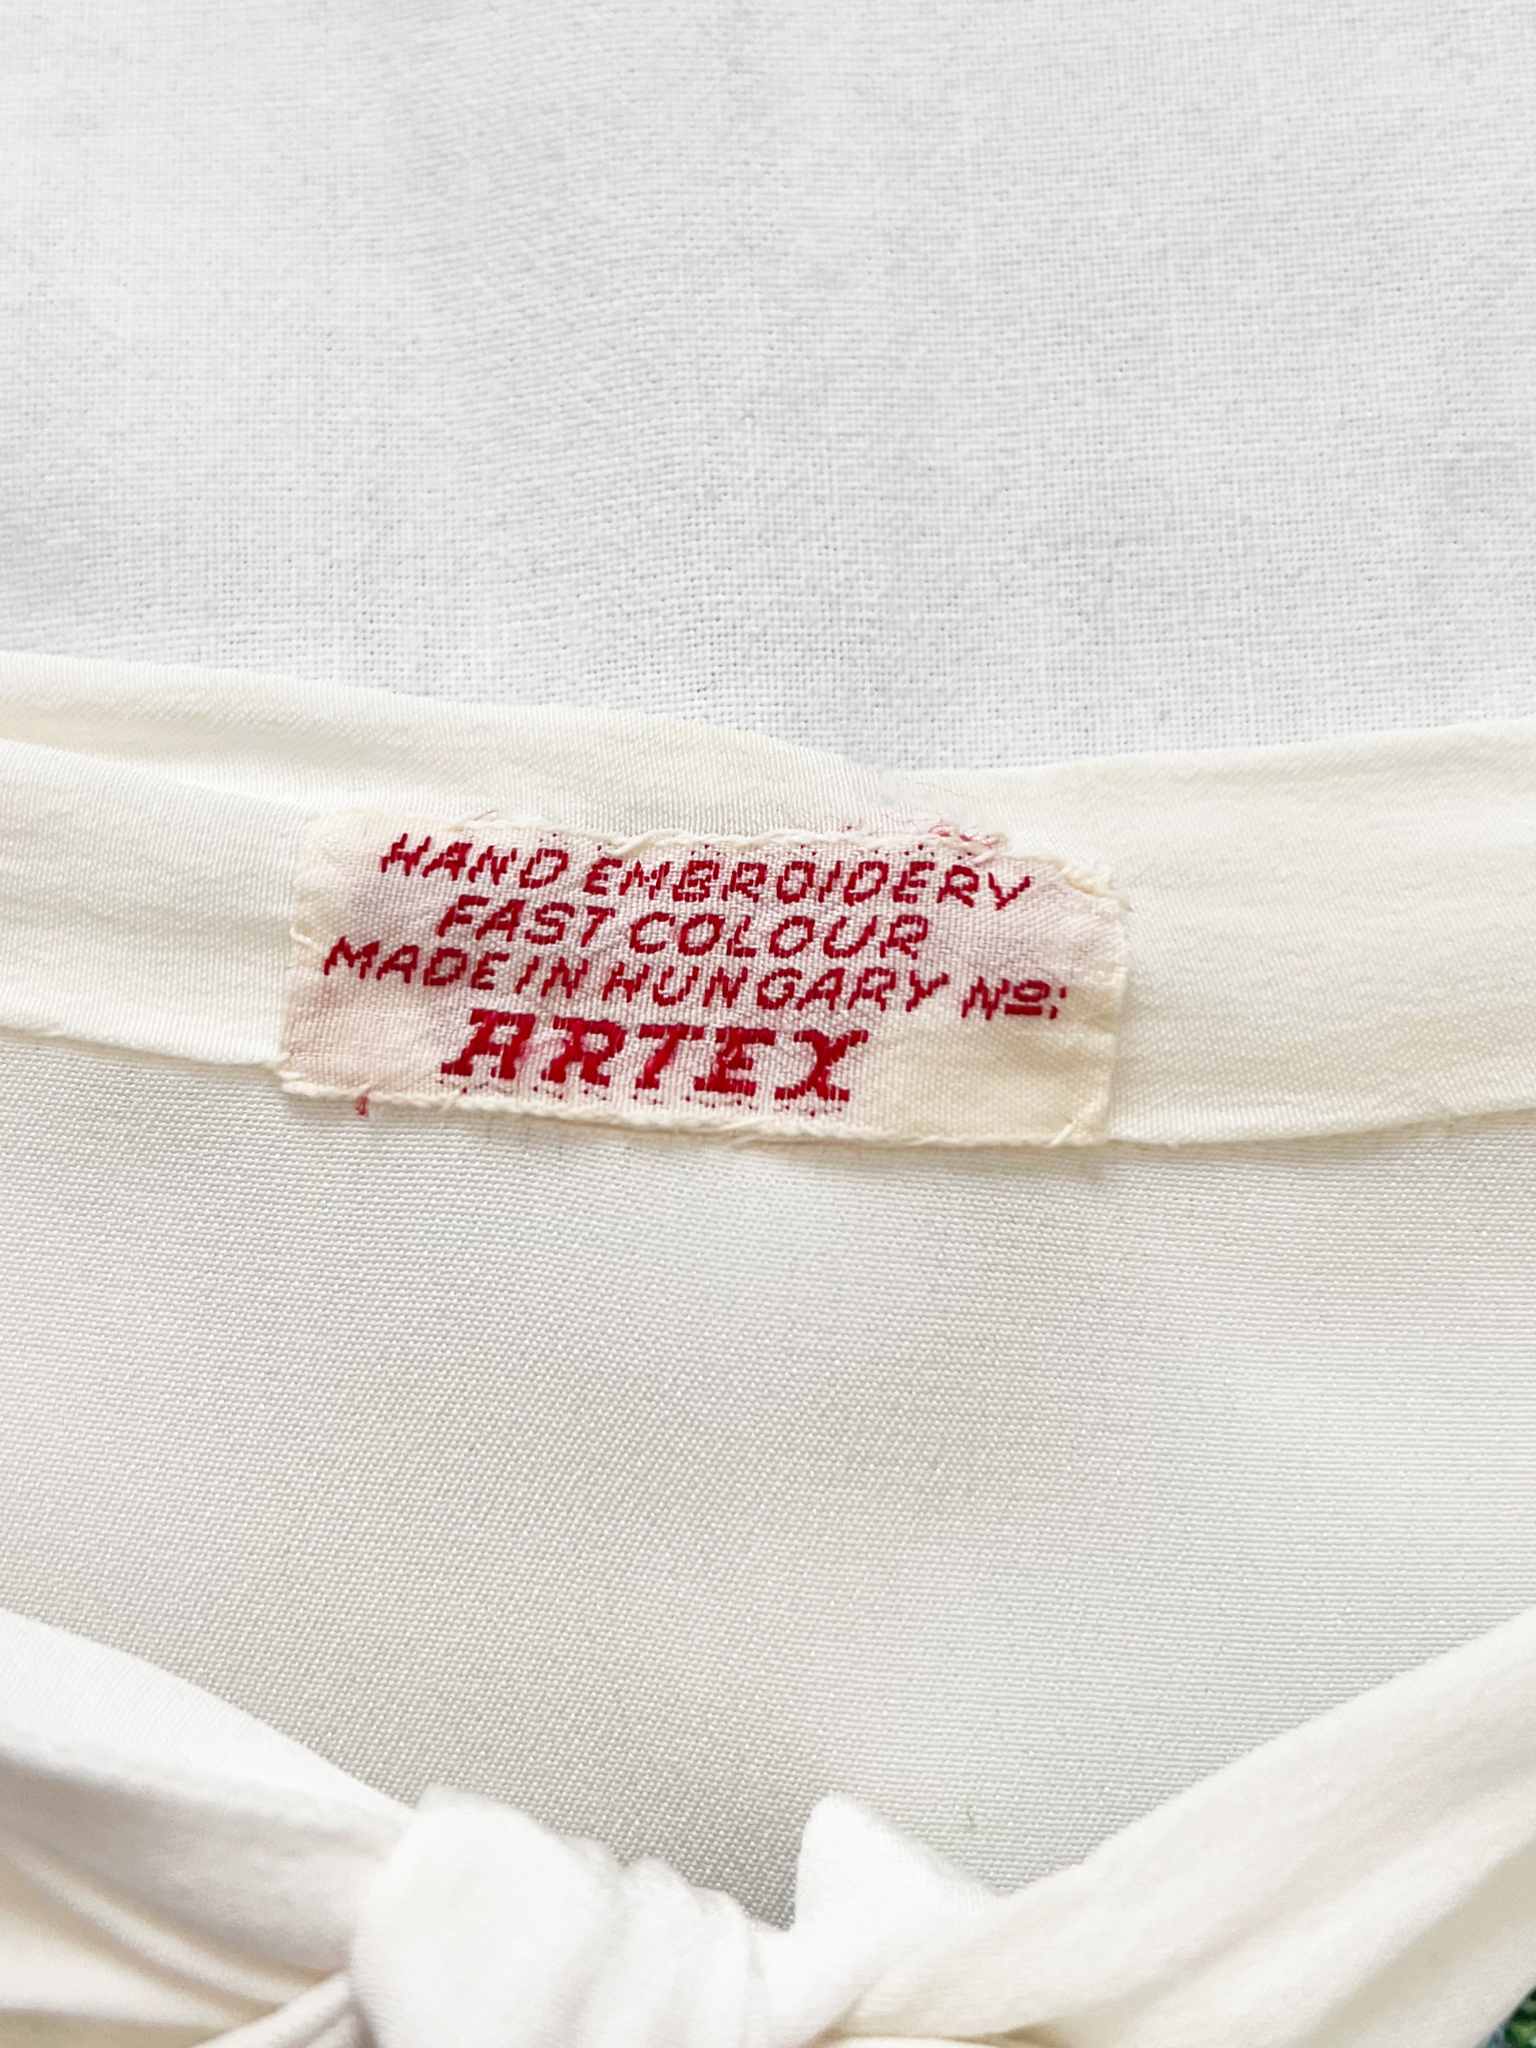 HAND EMBROIDERY
FAST COLOUR
MADE IN HUNGARY Nº:
ARTEX